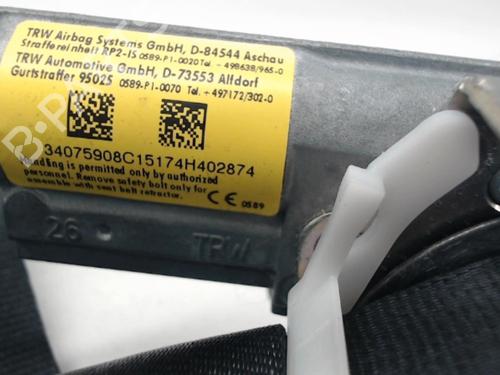 TRW Airbag Systems GmbH, D-84544 Aschau
Straffereinheit RP2-IS 0589-P1-0020 Tel. +498638/965-0
TRW Automotive GmbH, D-73553 Alfdorf
Gurtstraffer 95025 0589-P1-0070 Tel. +497172/302-0
34075908C15174H402874
Handling is permitted only by authorized
personnel. Remove safety bolt only for
assembly with seat belt retractor.
CE 0589
26
TRW